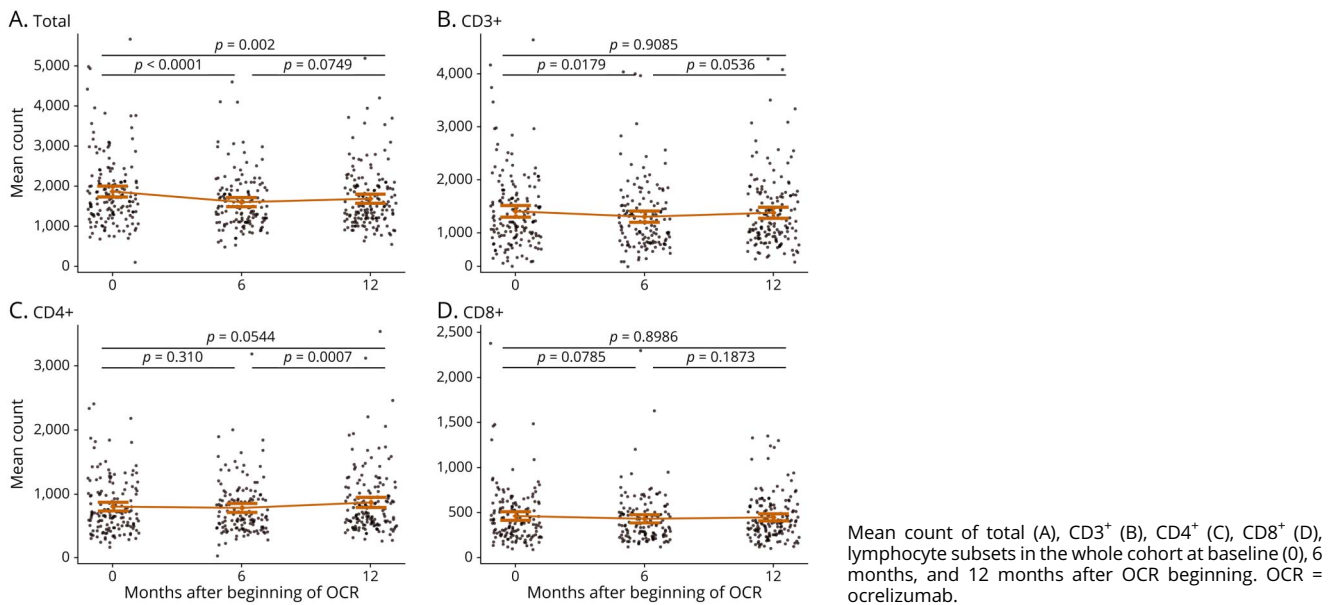 A. Total
p = 0.002
p < 0.0001
p = 0.0749
5,000
4,000
3,000
2,000
1,000
0
Mean count
0
6
12
B. CD3+
p = 0.9085
p = 0.0179
p = 0.0536
4,000
3,000
2,000
1,000
0
0
6
12
C. CD4+
p = 0.0544
p = 0.310
p = 0.0007
3,000
2,000
1,000
0
Mean count
0
6
12
Months after beginning of OCR
D. CD8+
p = 0.8986
p = 0.0785
p = 0.1873
2,500
2,000
1,500
1,000
500
0
0
6
12
Months after beginning of OCR
Mean count of total (A), CD3⁺ (B), CD4⁺ (C), CD8⁺ (D),
lymphocyte subsets in the whole cohort at baseline (0), 6
months, and 12 months after OCR beginning. OCR =
ocrelizumab.